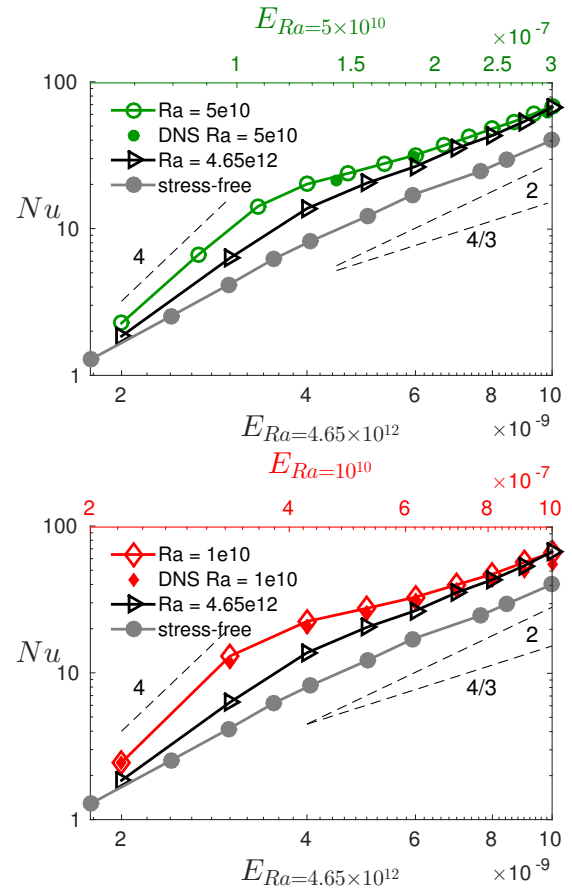 E_{Ra=5×10^{10}}
×10^{-7}
1 1.5 2 2.5 3
100
Ra = 5e10
DNS Ra = 5e10
Ra = 4.65e12
stress-free
Nu
2
10
4
4/3
1
2 4 6 8 10
E_{Ra=4.65×10^{12}}
×10^{-9}
E_{Ra=10^{10}}
×10^{-7}
2 4 6 8 10
100
Ra = 1e10
DNS Ra = 1e10
Ra = 4.65e12
stress-free
Nu
2
4
4/3
10
1
2 4 6 8 10
E_{Ra=4.65×10^{12}}
×10^{-9}